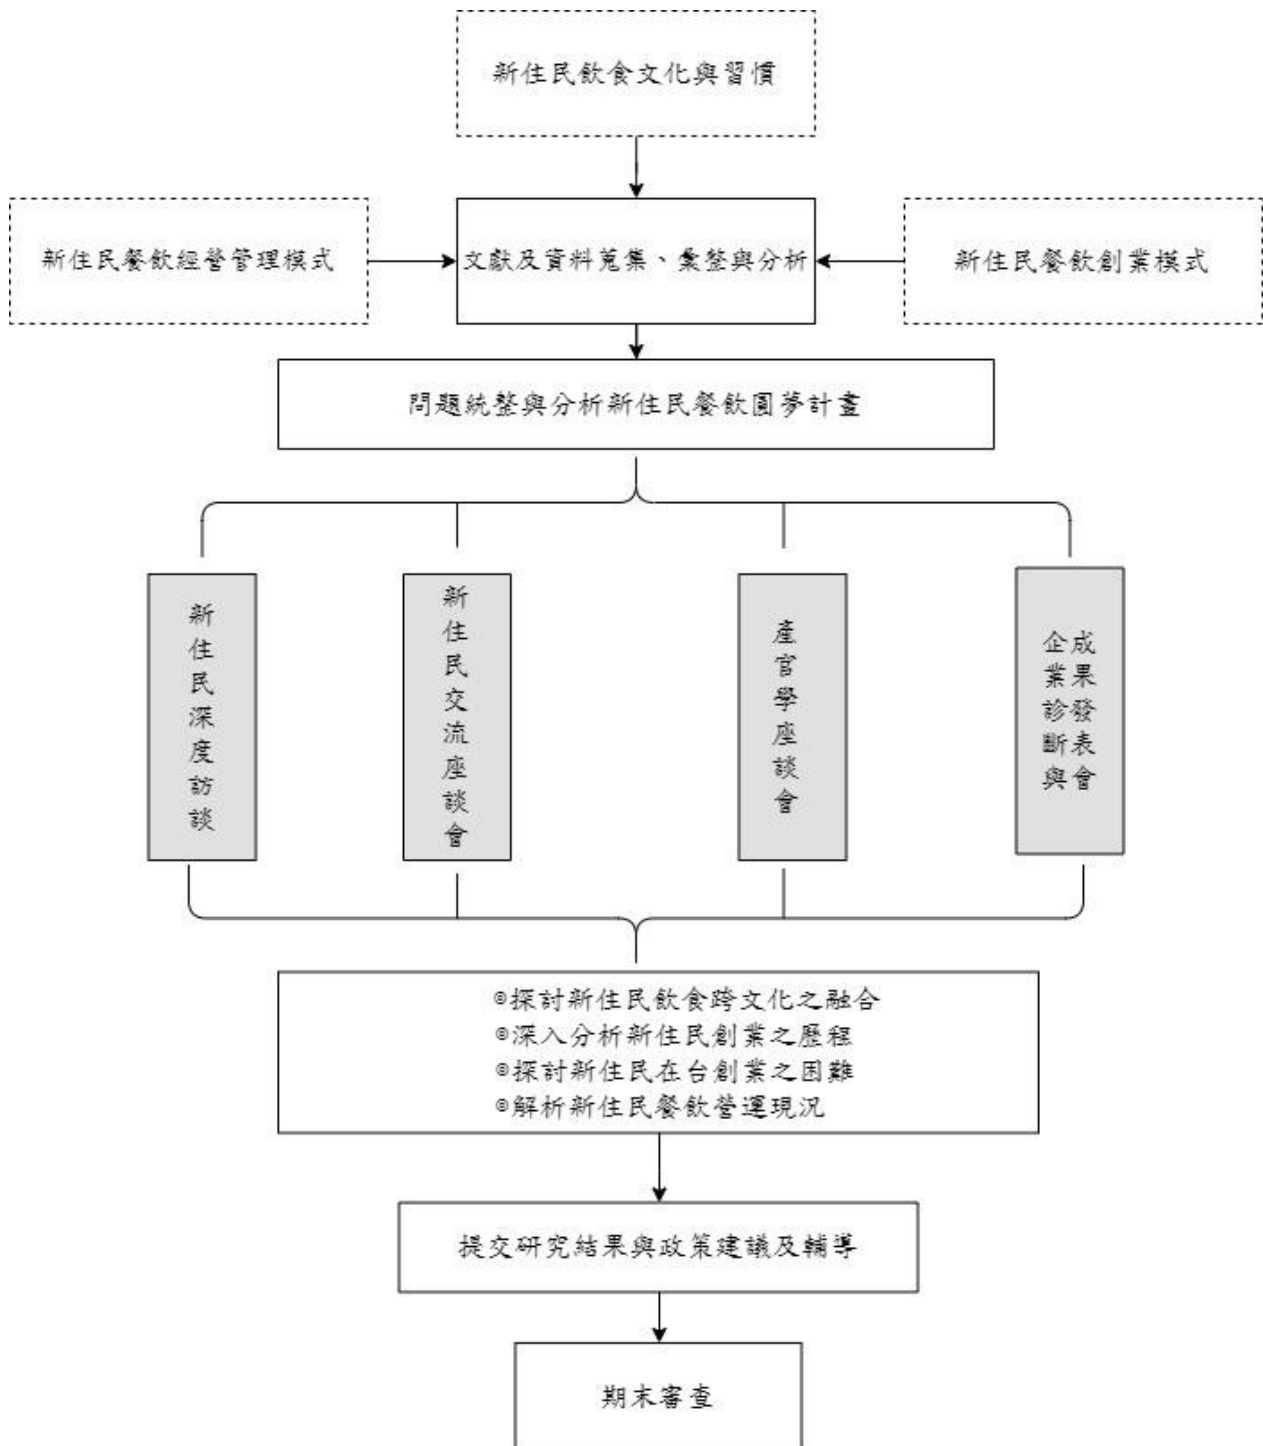 新住民飲食文化與習慣
新住民餐飲經營管理模式
文獻及資料蒐集、彙整與分析
新住民餐飲創業模式
問題統整與分析新住民餐飲圓夢計畫
新住民深度訪談
新住民交流座談會
產官學座談會
企業診斷與
成果發表會
◎探討新住民飲食跨文化之融合
◎深入分析新住民創業之歷程
◎探討新住民在台創業之困難
◎解析新住民餐飲營運現況
提交研究結果與政策建議及輔導
期末審查